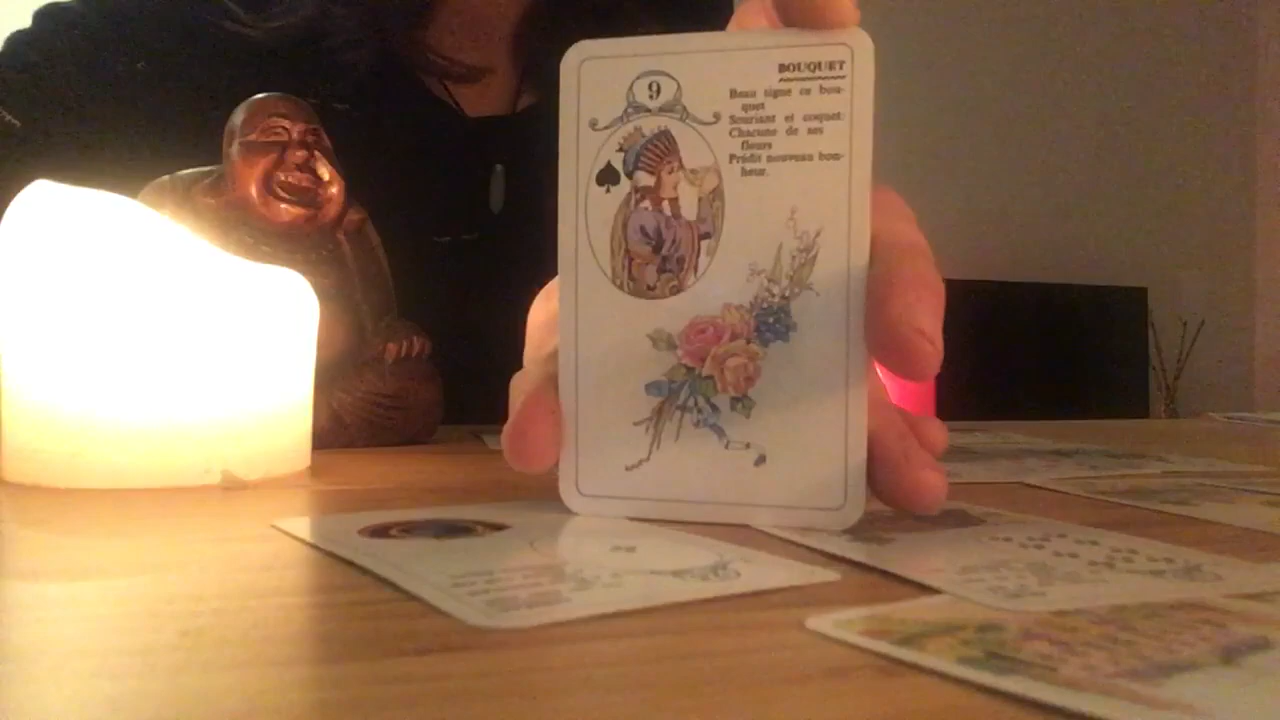 9
BOUQUET
Beau signe ce bou-
quet
Souriant et coquet:
Chacune de ses
fleurs
Prédit nouveau bon-
heur.